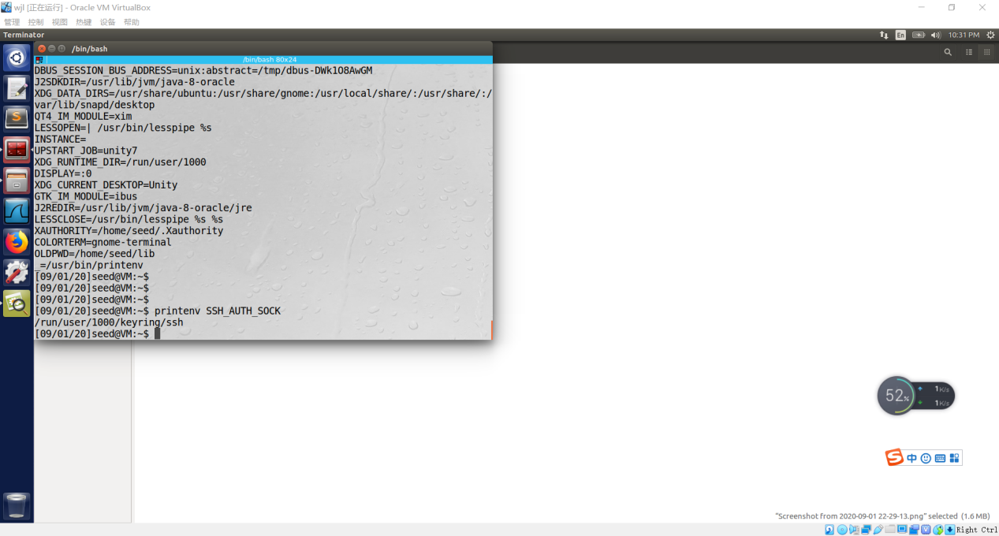 wjl [正在运行] - Oracle VM VirtualBox
管理 控制 视图 热键 设备 帮助
Terminator
En
10:31 PM
/bin/bash
/bin/bash 80x24
DBUS_SESSION_BUS_ADDRESS=unix:abstract=/tmp/dbus-DWk1O8AwGM
J2SDKDIR=/usr/lib/jvm/java-8-oracle
XDG_DATA_DIRS=/usr/share/ubuntu:/usr/share/gnome:/usr/local/share/:/usr/share/:/
var/lib/snapd/desktop
QT4_IM_MODULE=xim
LESSOPEN=| /usr/bin/lesspipe %s
INSTANCE=
UPSTART_JOB=unity7
XDG_RUNTIME_DIR=/run/user/1000
DISPLAY=:0
XDG_CURRENT_DESKTOP=Unity
GTK_IM_MODULE=ibus
J2REDIR=/usr/lib/jvm/java-8-oracle/jre
LESSCLOSE=/usr/bin/lesspipe %s %s
XAUTHORITY=/home/seed/.Xauthority
COLORTERM=gnome-terminal
OLDPWD=/home/seed/lib
_=/usr/bin/printenv
[09/01/20]seed@VM:~$
[09/01/20]seed@VM:~$
[09/01/20]seed@VM:~$
[09/01/20]seed@VM:~$ printenv SSH_AUTH_SOCK
/run/user/1000/keyring/ssh
[09/01/20]seed@VM:~$
52%
1K/s
1K/s
中
"Screenshot from 2020-09-01 22-29-13.png" selected (1.6 MB)
Right Ctrl